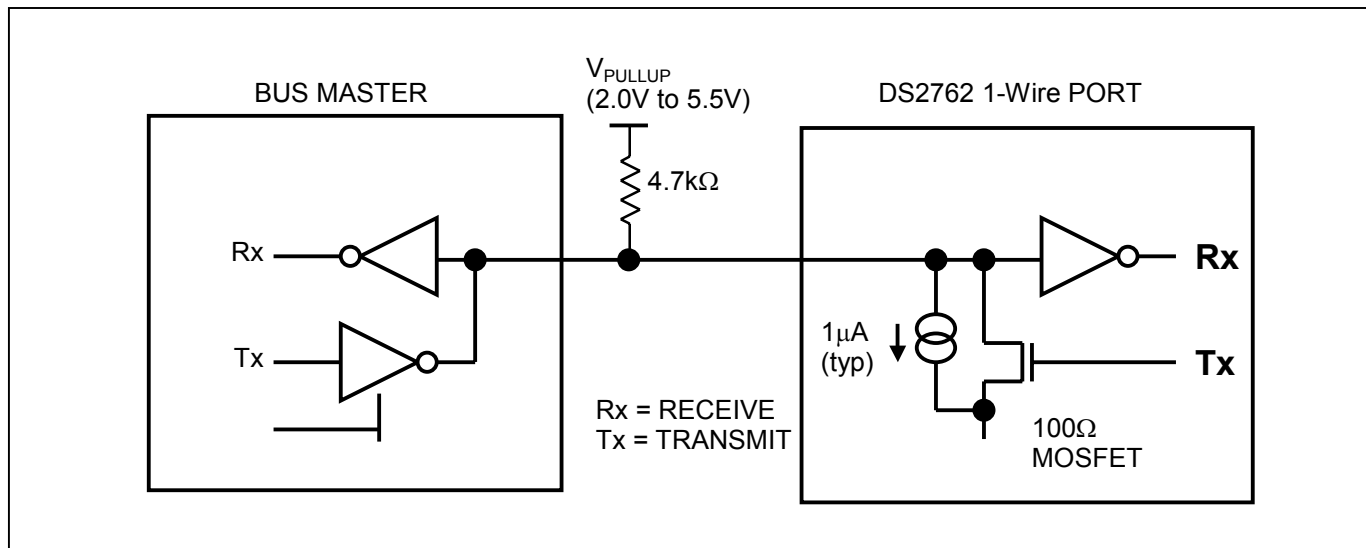 BUS MASTER
V_PULLUP
(2.0V to 5.5V)
DS2762 1-Wire PORT
4.7kΩ
Rx
Rx
1μA
(typ)
Tx
Tx
Rx = RECEIVE
Tx = TRANSMIT
100Ω
MOSFET